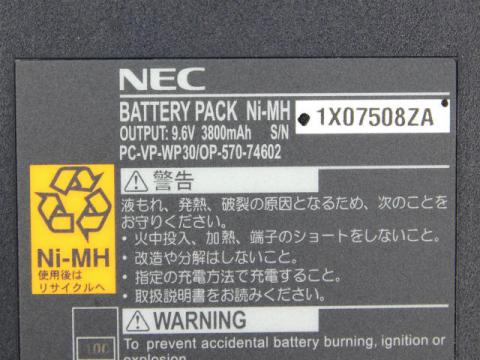 NEC
BATTERY PACK Ni-MH
OUTPUT: 9.6V 3800mAh S/N 1X07508ZA
PC-VP-WP30/OP-570-74602
警告
液もれ、発熱、破裂の原因となるため、次のことを
お守りください。
・火中投入、加熱、端子のショートをしないこと。
・改造や分解はしないこと。
・指定の充電方法で充電すること。
・取扱説明書をお読みください。
Ni-MH
使用後は
リサイクルへ
WARNING
To prevent accidental battery burning, ignition or
explosion